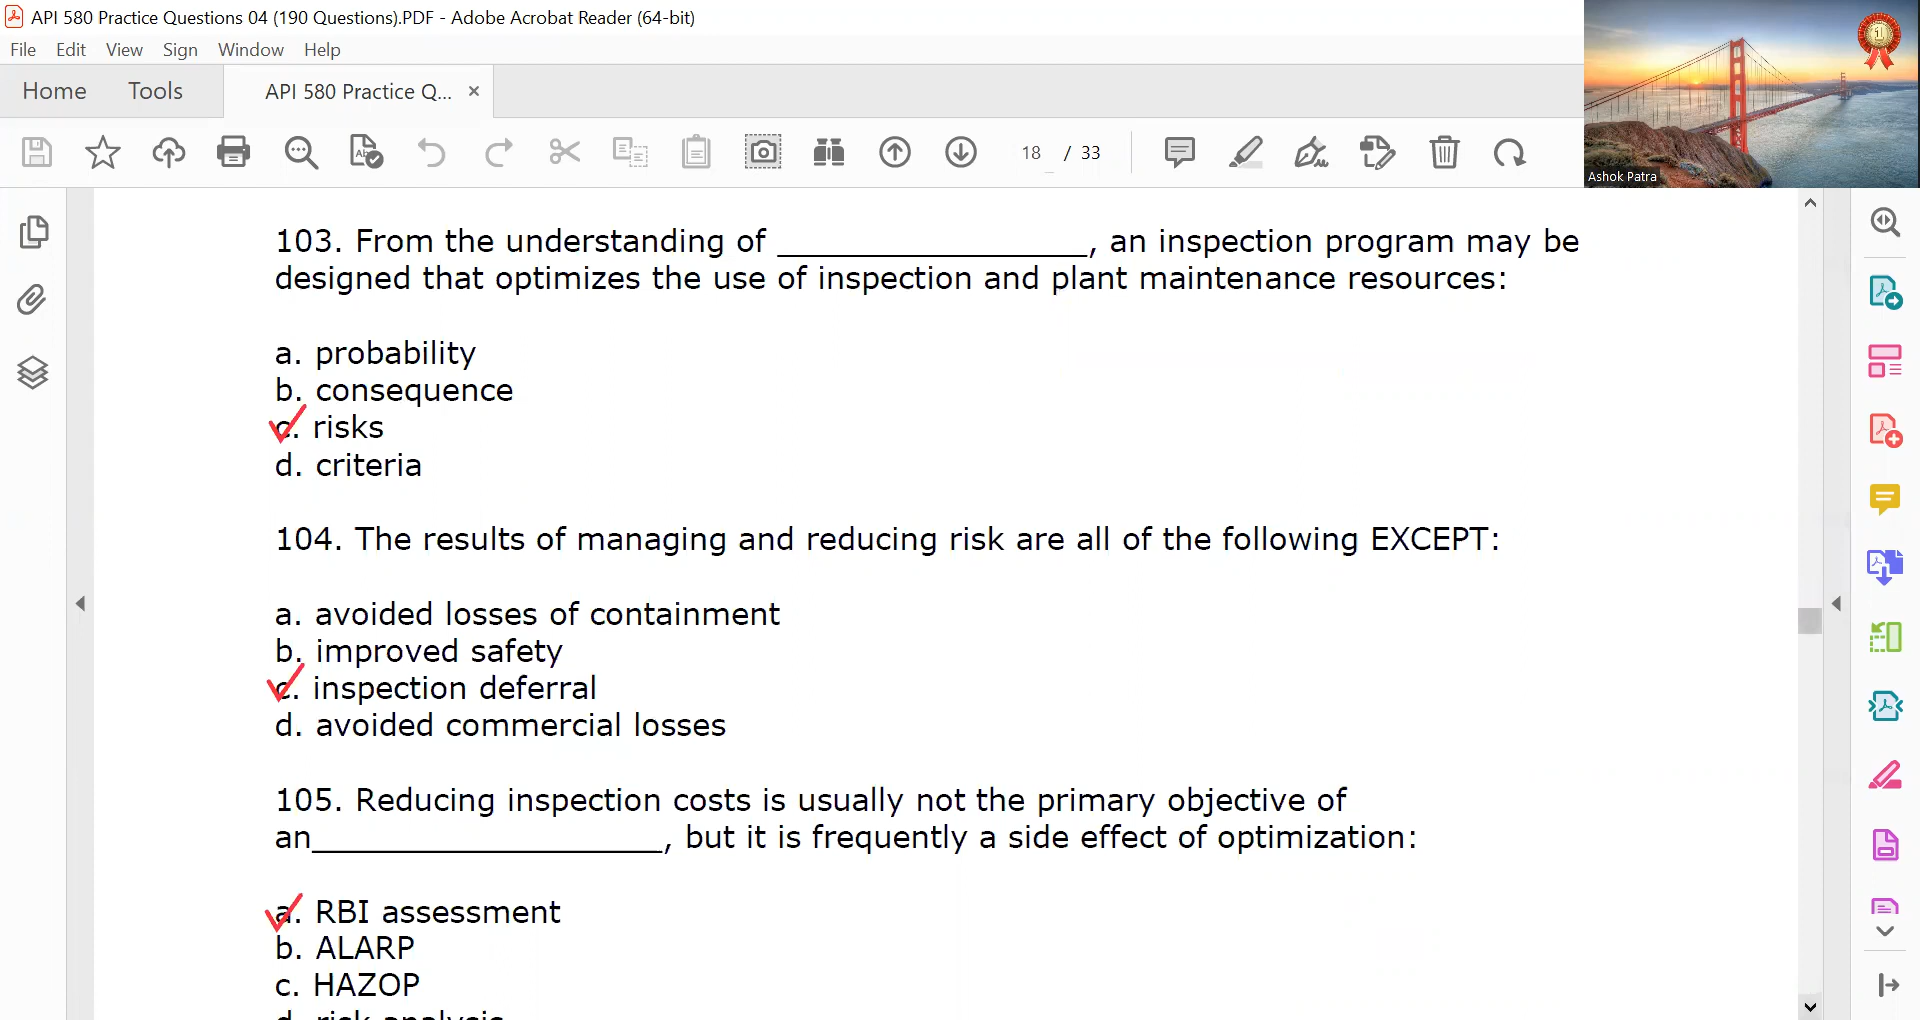 API 580 Practice Questions 04 (190 Questions).PDF - Adobe Acrobat Reader (64-bit)
File Edit View Sign Window Help
Home Tools API 580 Practice Q... ×
18 / 33
1
Ashok Patra
103. From the understanding of __________________, an inspection program may be
designed that optimizes the use of inspection and plant maintenance resources:
a. probability
b. consequence
c. risks
d. criteria
104. The results of managing and reducing risk are all of the following EXCEPT:
a. avoided losses of containment
b. improved safety
c. inspection deferral
d. avoided commercial losses
105. Reducing inspection costs is usually not the primary objective of
an____________________, but it is frequently a side effect of optimization:
a. RBI assessment
b. ALARP
c. HAZOP
d. risk analysis